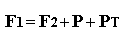 F1 = F2 + P + PT